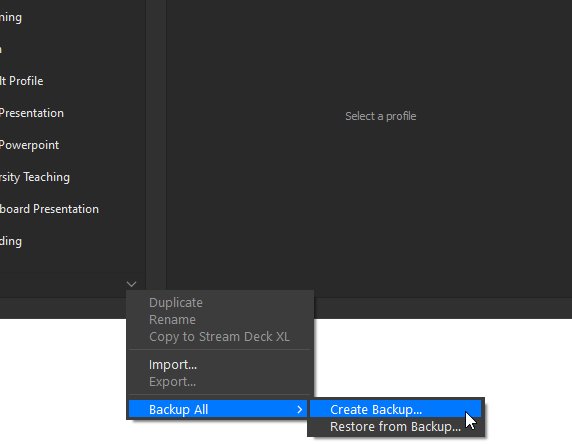 ning
lt Profile
Presentation
Select a profile
Powerpoint
rsity Teaching
board Presentation
ding
Duplicate
Rename
Copy to Stream Deck XL
Import...
Export...
Backup All
Create Backup...
Restore from Backup...